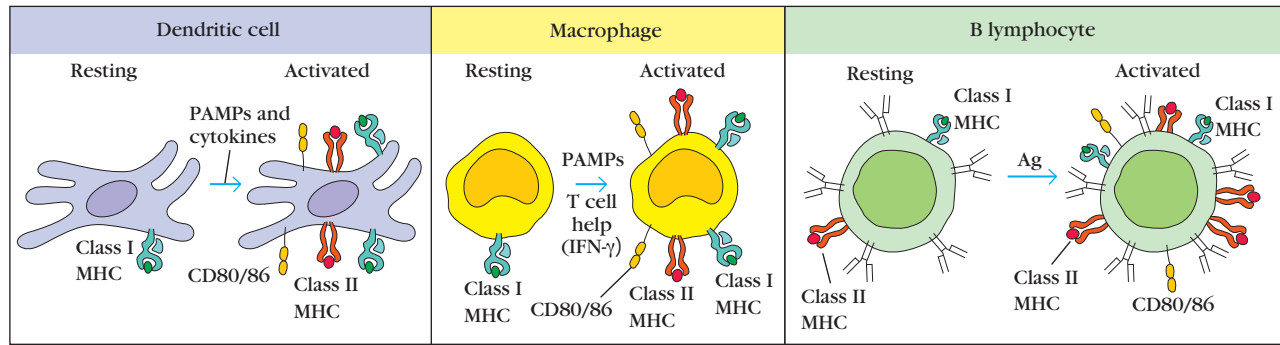 Dendritic cell
Resting
Activated
PAMPs and
cytokines
Class I
MHC
CD80/86
Class II
MHC
Macrophage
Resting
Activated
PAMPs
T cell
help
(IFN-γ)
Class I
MHC
CD80/86
Class II
MHC
Class I
MHC
B lymphocyte
Resting
Activated
Class I
MHC
Class II
MHC
Ag
Class I
MHC
Class II
MHC
CD80/86